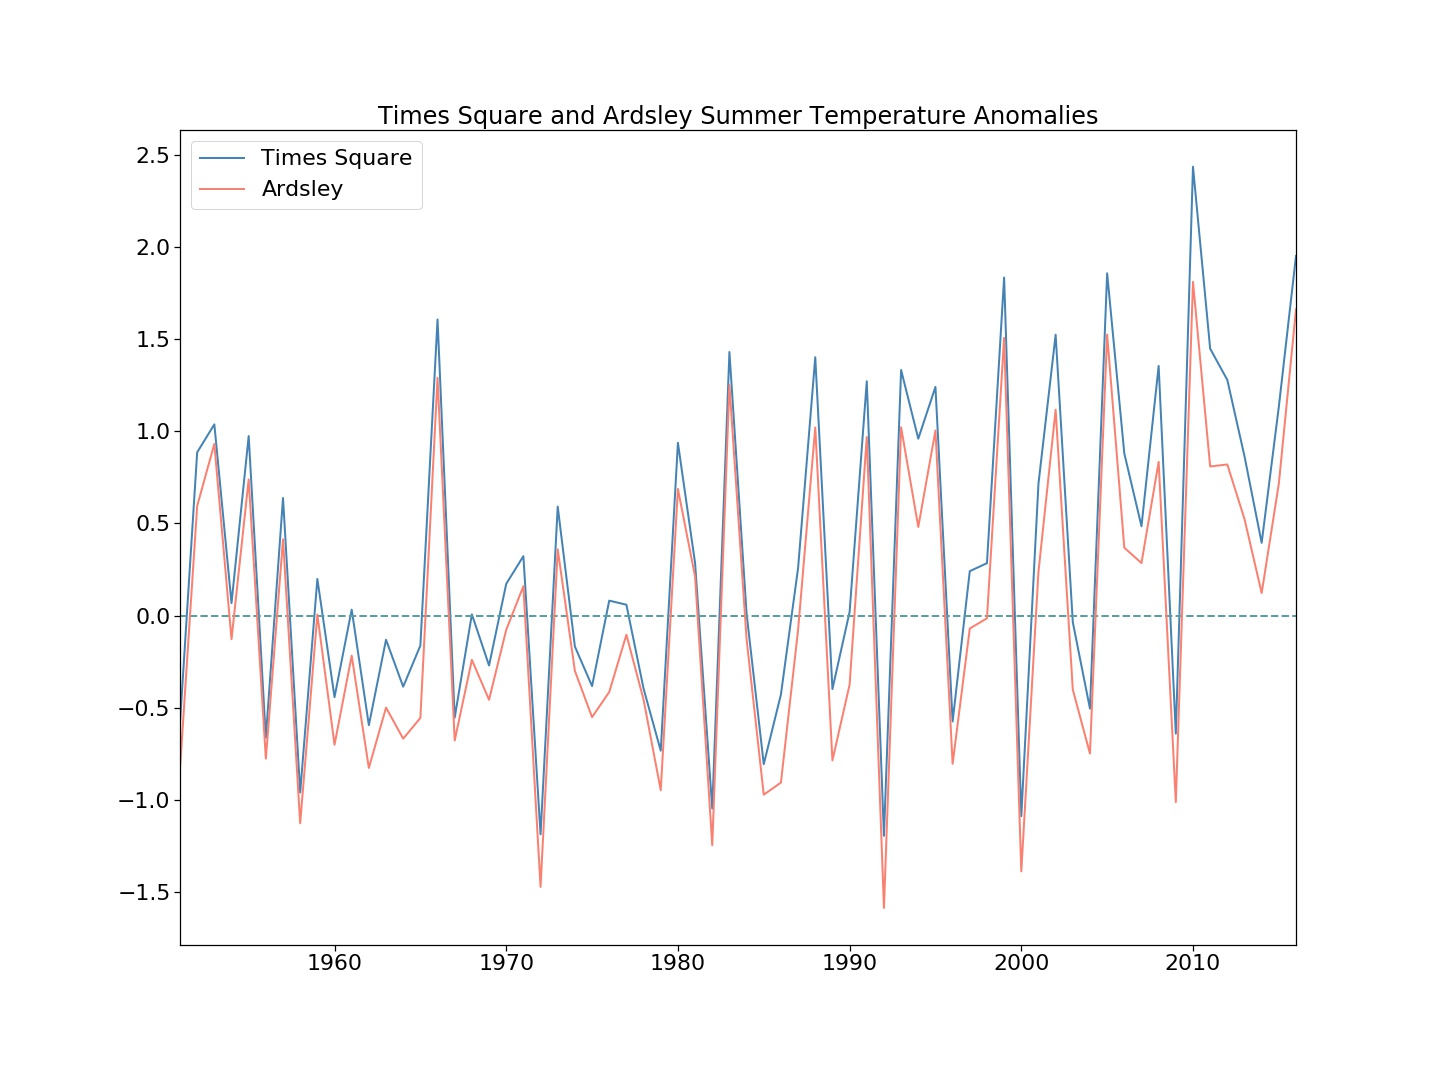 Times Square and Ardsley Summer Temperature Anomalies
Times Square
Ardsley
2.5
2.0
1.5
1.0
0.5
0.0
−0.5
−1.0
−1.5
1960 1970 1980 1990 2000 2010